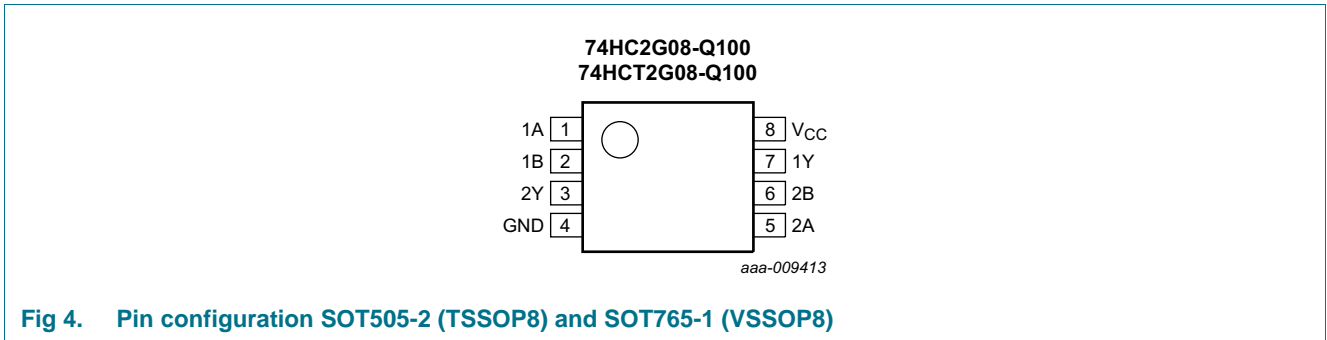 74HC2G08-Q100
74HCT2G08-Q100
1A 1 8 VCC
1B 2 7 1Y
2Y 3 6 2B
GND 4 5 2A
aaa-009413
Fig 4. Pin configuration SOT505-2 (TSSOP8) and SOT765-1 (VSSOP8)